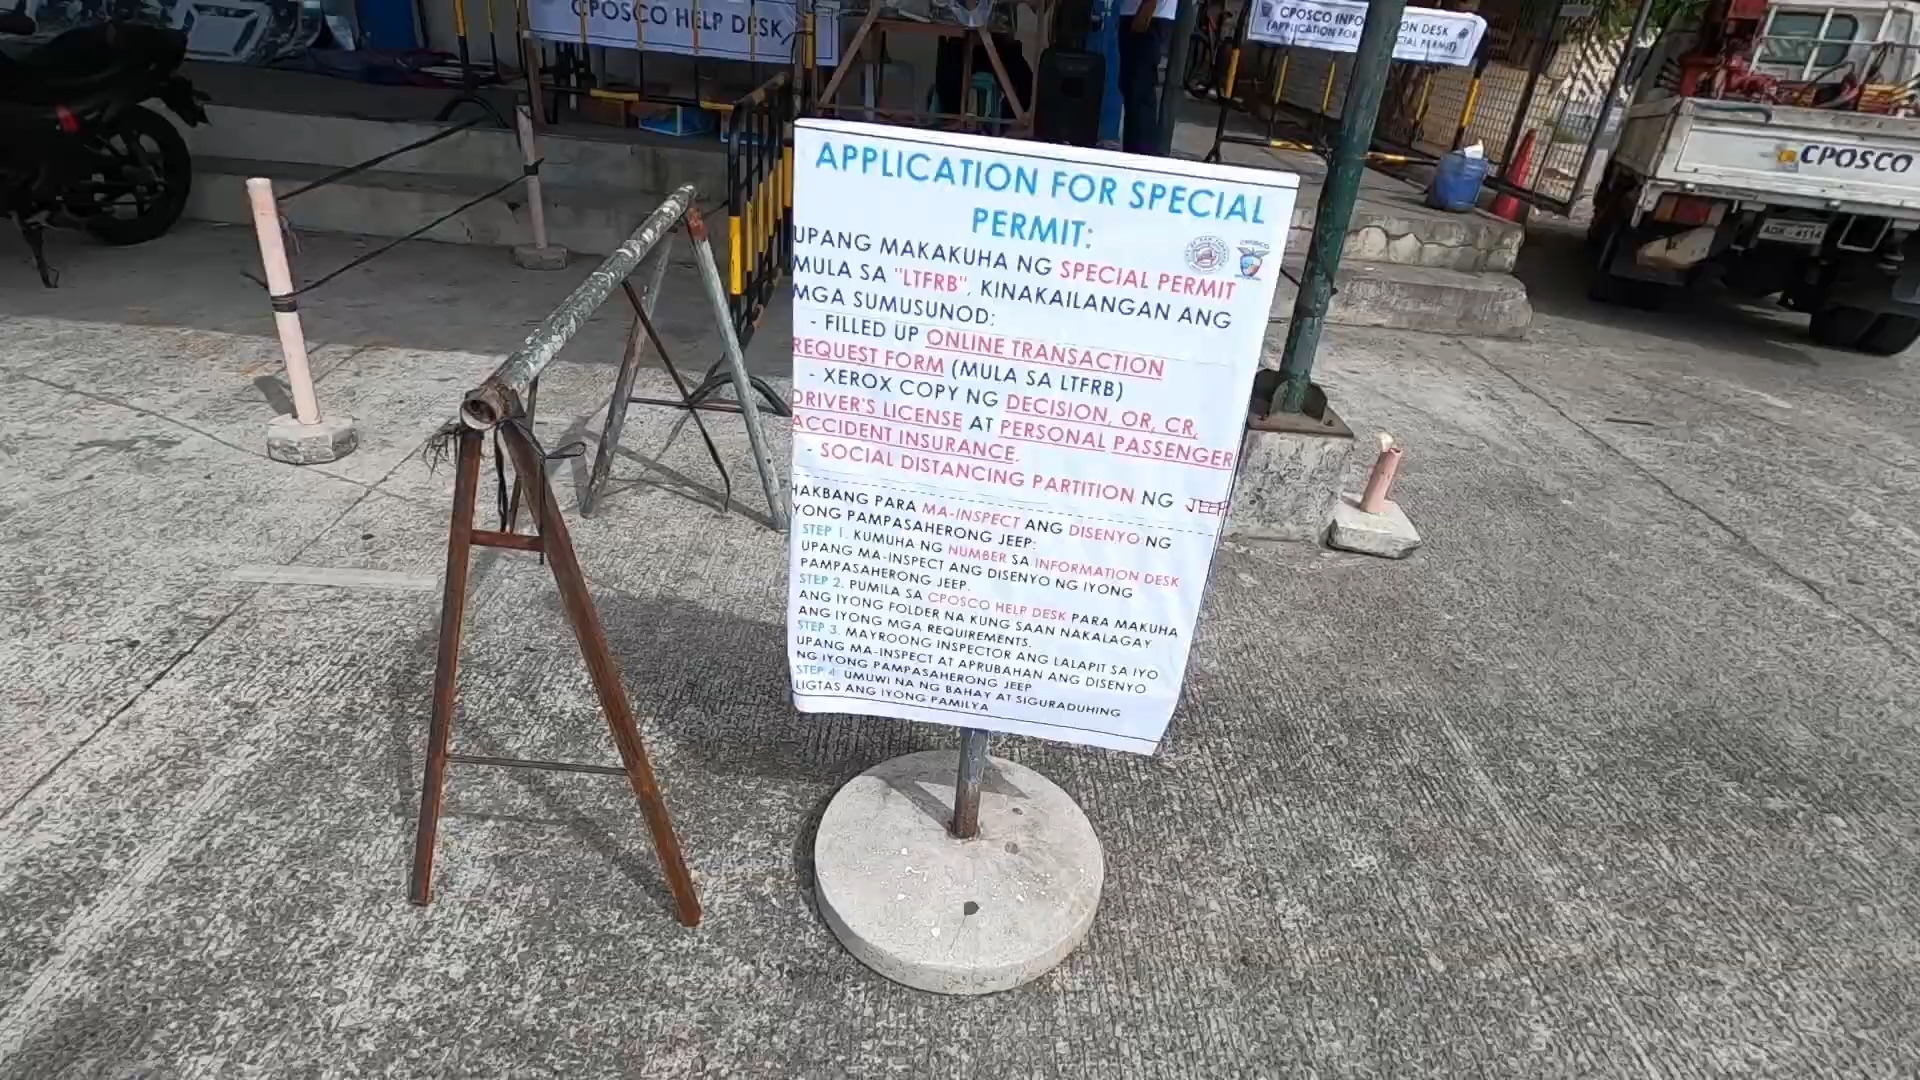 CPOSCO HELP DESK
CPOSCO INFO ON DESK
(APPLICATION FOR CIAL PERMIT)
CPOSCO
APPLICATION FOR SPECIAL
PERMIT:
UPANG MAKAKUHA NG SPECIAL PERMIT
MULA SA "LTFRB", KINAKAILANGAN ANG
MGA SUMUSUNOD:
- FILLED UP ONLINE TRANSACTION
REQUEST FORM (MULA SA LTFRB)
- XEROX COPY NG DECISION, OR, CR,
DRIVER'S LICENSE AT PERSONAL PASSENGER
ACCIDENT INSURANCE.
- SOCIAL DISTANCING PARTITION NG JEEP
HAKBANG PARA MA-INSPECT ANG DISENYO NG
IYONG PAMPASAHERONG JEEP:
STEP 1. KUMUHA NG NUMBER SA INFORMATION DESK
UPANG MA-INSPECT ANG DISENYO NG IYONG
PAMPASAHERONG JEEP.
STEP 2. PUMILA SA CPOSCO HELP DESK PARA MAKUHA
ANG IYONG FOLDER NA KUNG SAAN NAKALAGAY
ANG IYONG MGA REQUIREMENTS.
STEP 3. MAYROONG INSPECTOR ANG LALAPIT SA IYO
UPANG MA-INSPECT AT APRUBAHAN ANG DISENYO
NG IYONG PAMPASAHERONG JEEP
STEP 4. UMUWI NA NG BAHAY AT SIGURADUHING
LIGTAS ANG IYONG PAMILYA